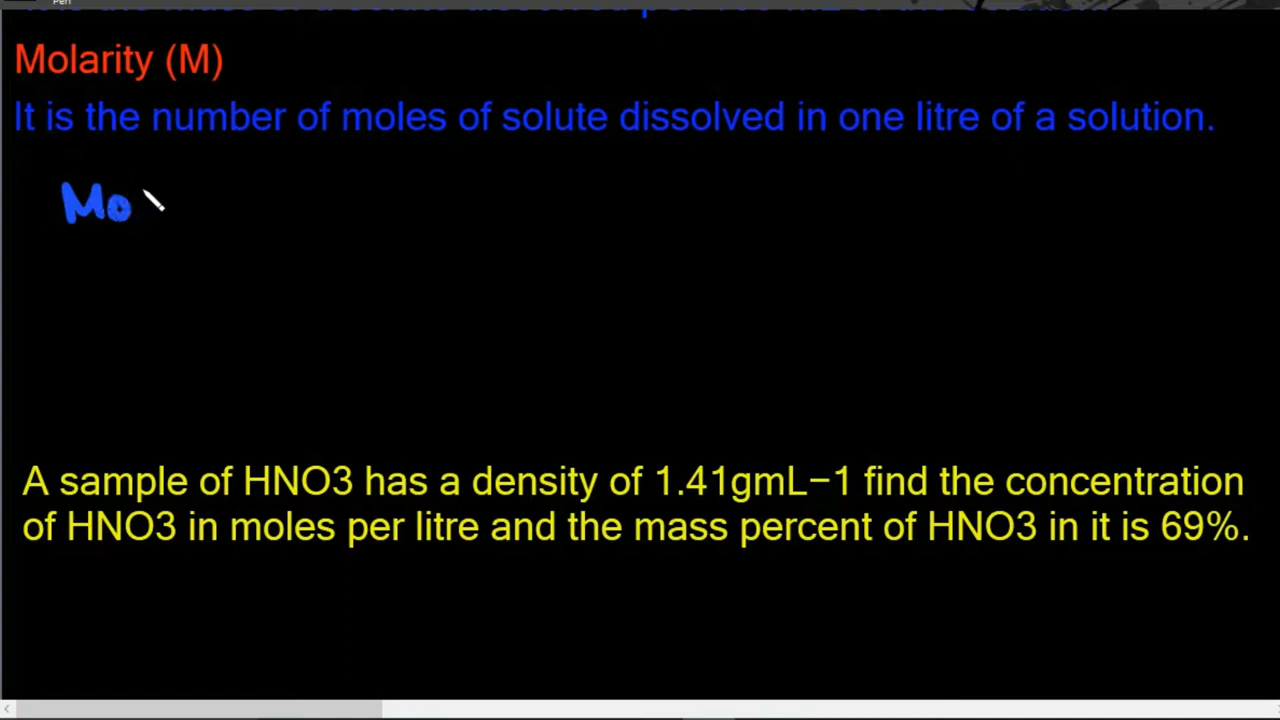 Pen
Molarity (M)
It is the number of moles of solute dissolved in one litre of a solution.
Mo
A sample of HNO3 has a density of 1.41gmL−1 find the concentration
of HNO3 in moles per litre and the mass percent of HNO3 in it is 69%.